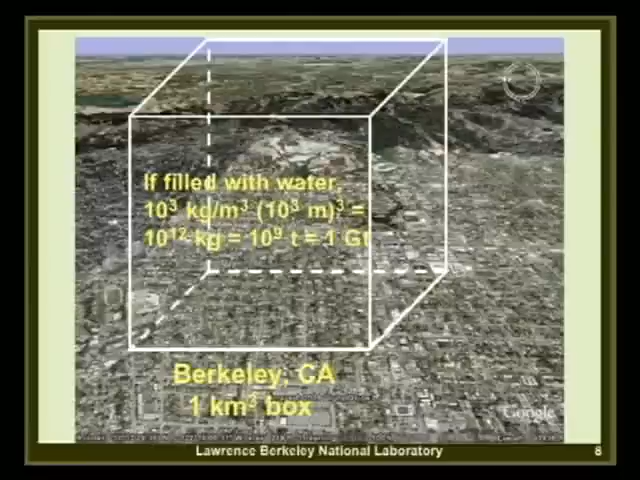 If filled with water,
10³ kg/m³ (10³ m)³ =
10¹² kg = 10⁹ t = 1 Gt
Berkeley, CA
1 km³ box
Google
Lawrence Berkeley National Laboratory 8